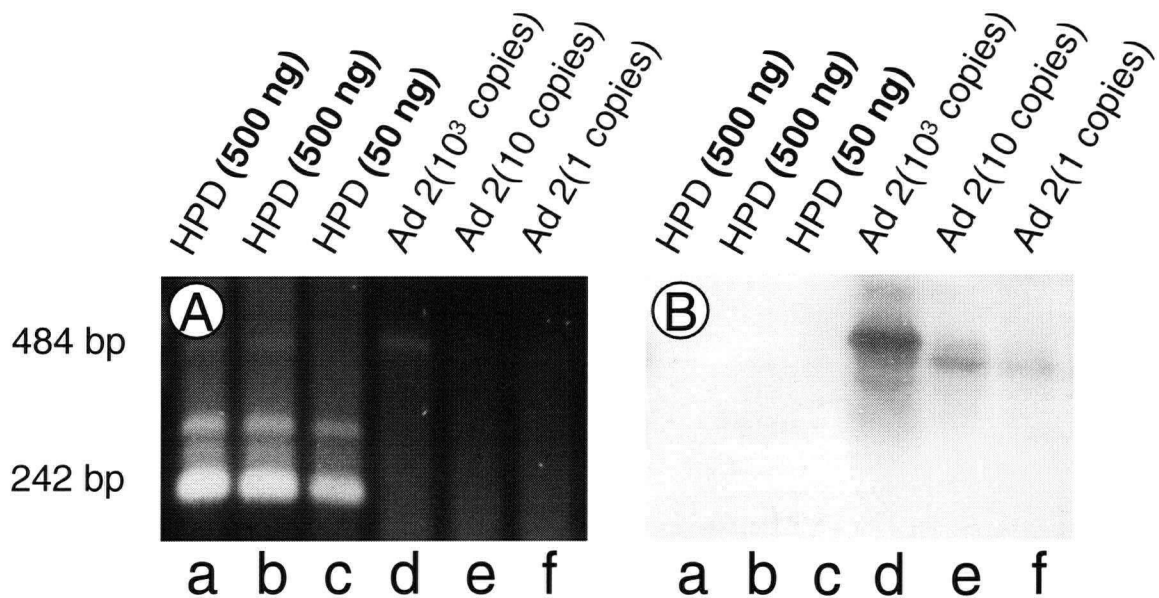 HPD (500 ng)
HPD (500 ng)
HPD (50 ng)
Ad 2(10³ copies)
Ad 2(10 copies)
Ad 2(1 copies)
HPD (500 ng)
HPD (500 ng)
HPD (50 ng)
Ad 2(10³ copies)
Ad 2(10 copies)
Ad 2(1 copies)
A
B
484 bp
242 bp
a b c d e f
a b c d e f